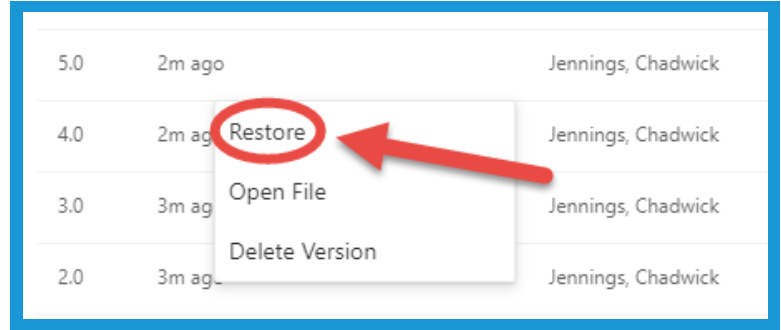 5.0 2m ago Jennings, Chadwick
4.0 2m ag Jennings, Chadwick
Restore
3.0 3m ag Jennings, Chadwick
Open File
Delete Version
2.0 3m ago Jennings, Chadwick